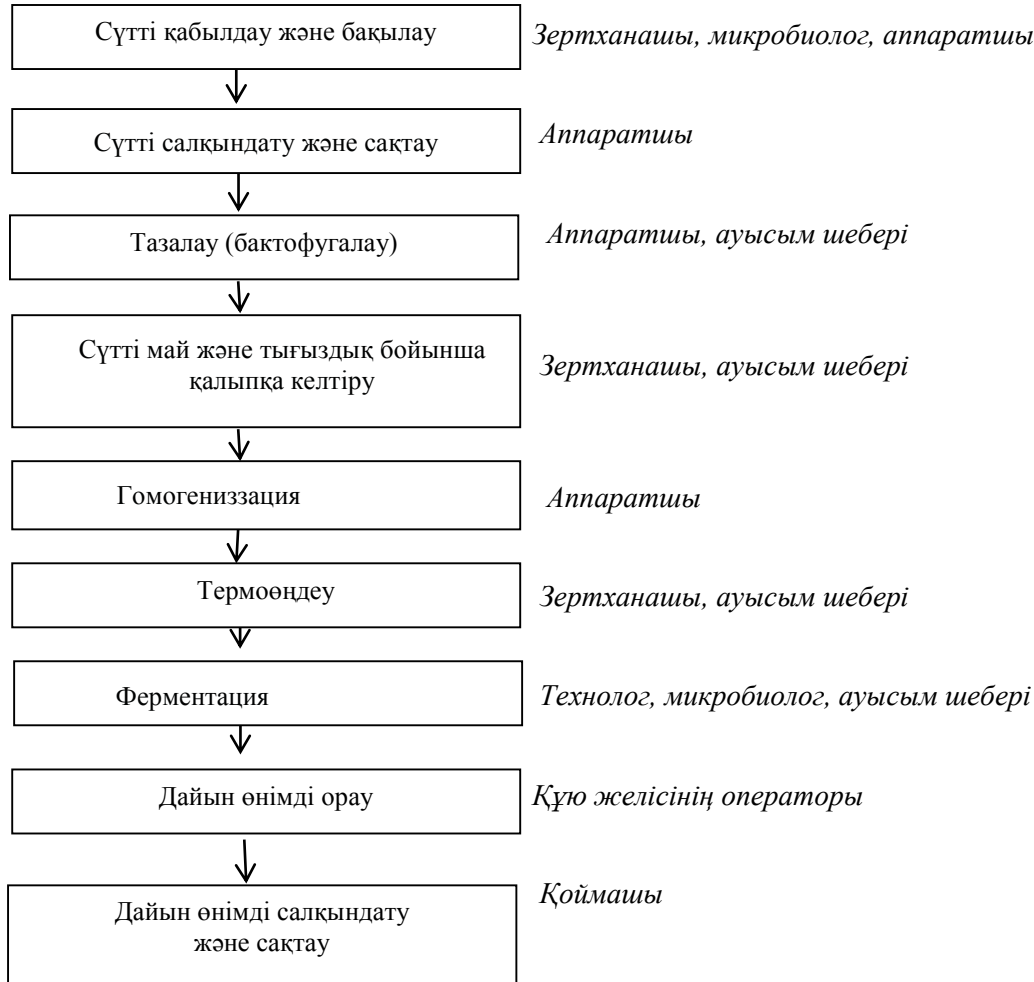 Сүтті қабылдау және бақылау
Зертханашы, микробиолог, аппаратшы
Сүтті салқындату және сақтау
Аппаратшы
Тазалау (бактофугалау)
Аппаратшы, ауысым шебері
Сүтті май және тығыздық бойынша
қалыпқа келтіру
Зертханашы, ауысым шебері
Гомогениззация
Аппаратшы
Термоөңдеу
Зертханашы, ауысым шебері
Ферментация
Технолог, микробиолог, ауысым шебері
Дайын өнімді орау
Құю желісінің операторы
Дайын өнімді салқындату
және сақтау
Қоймашы